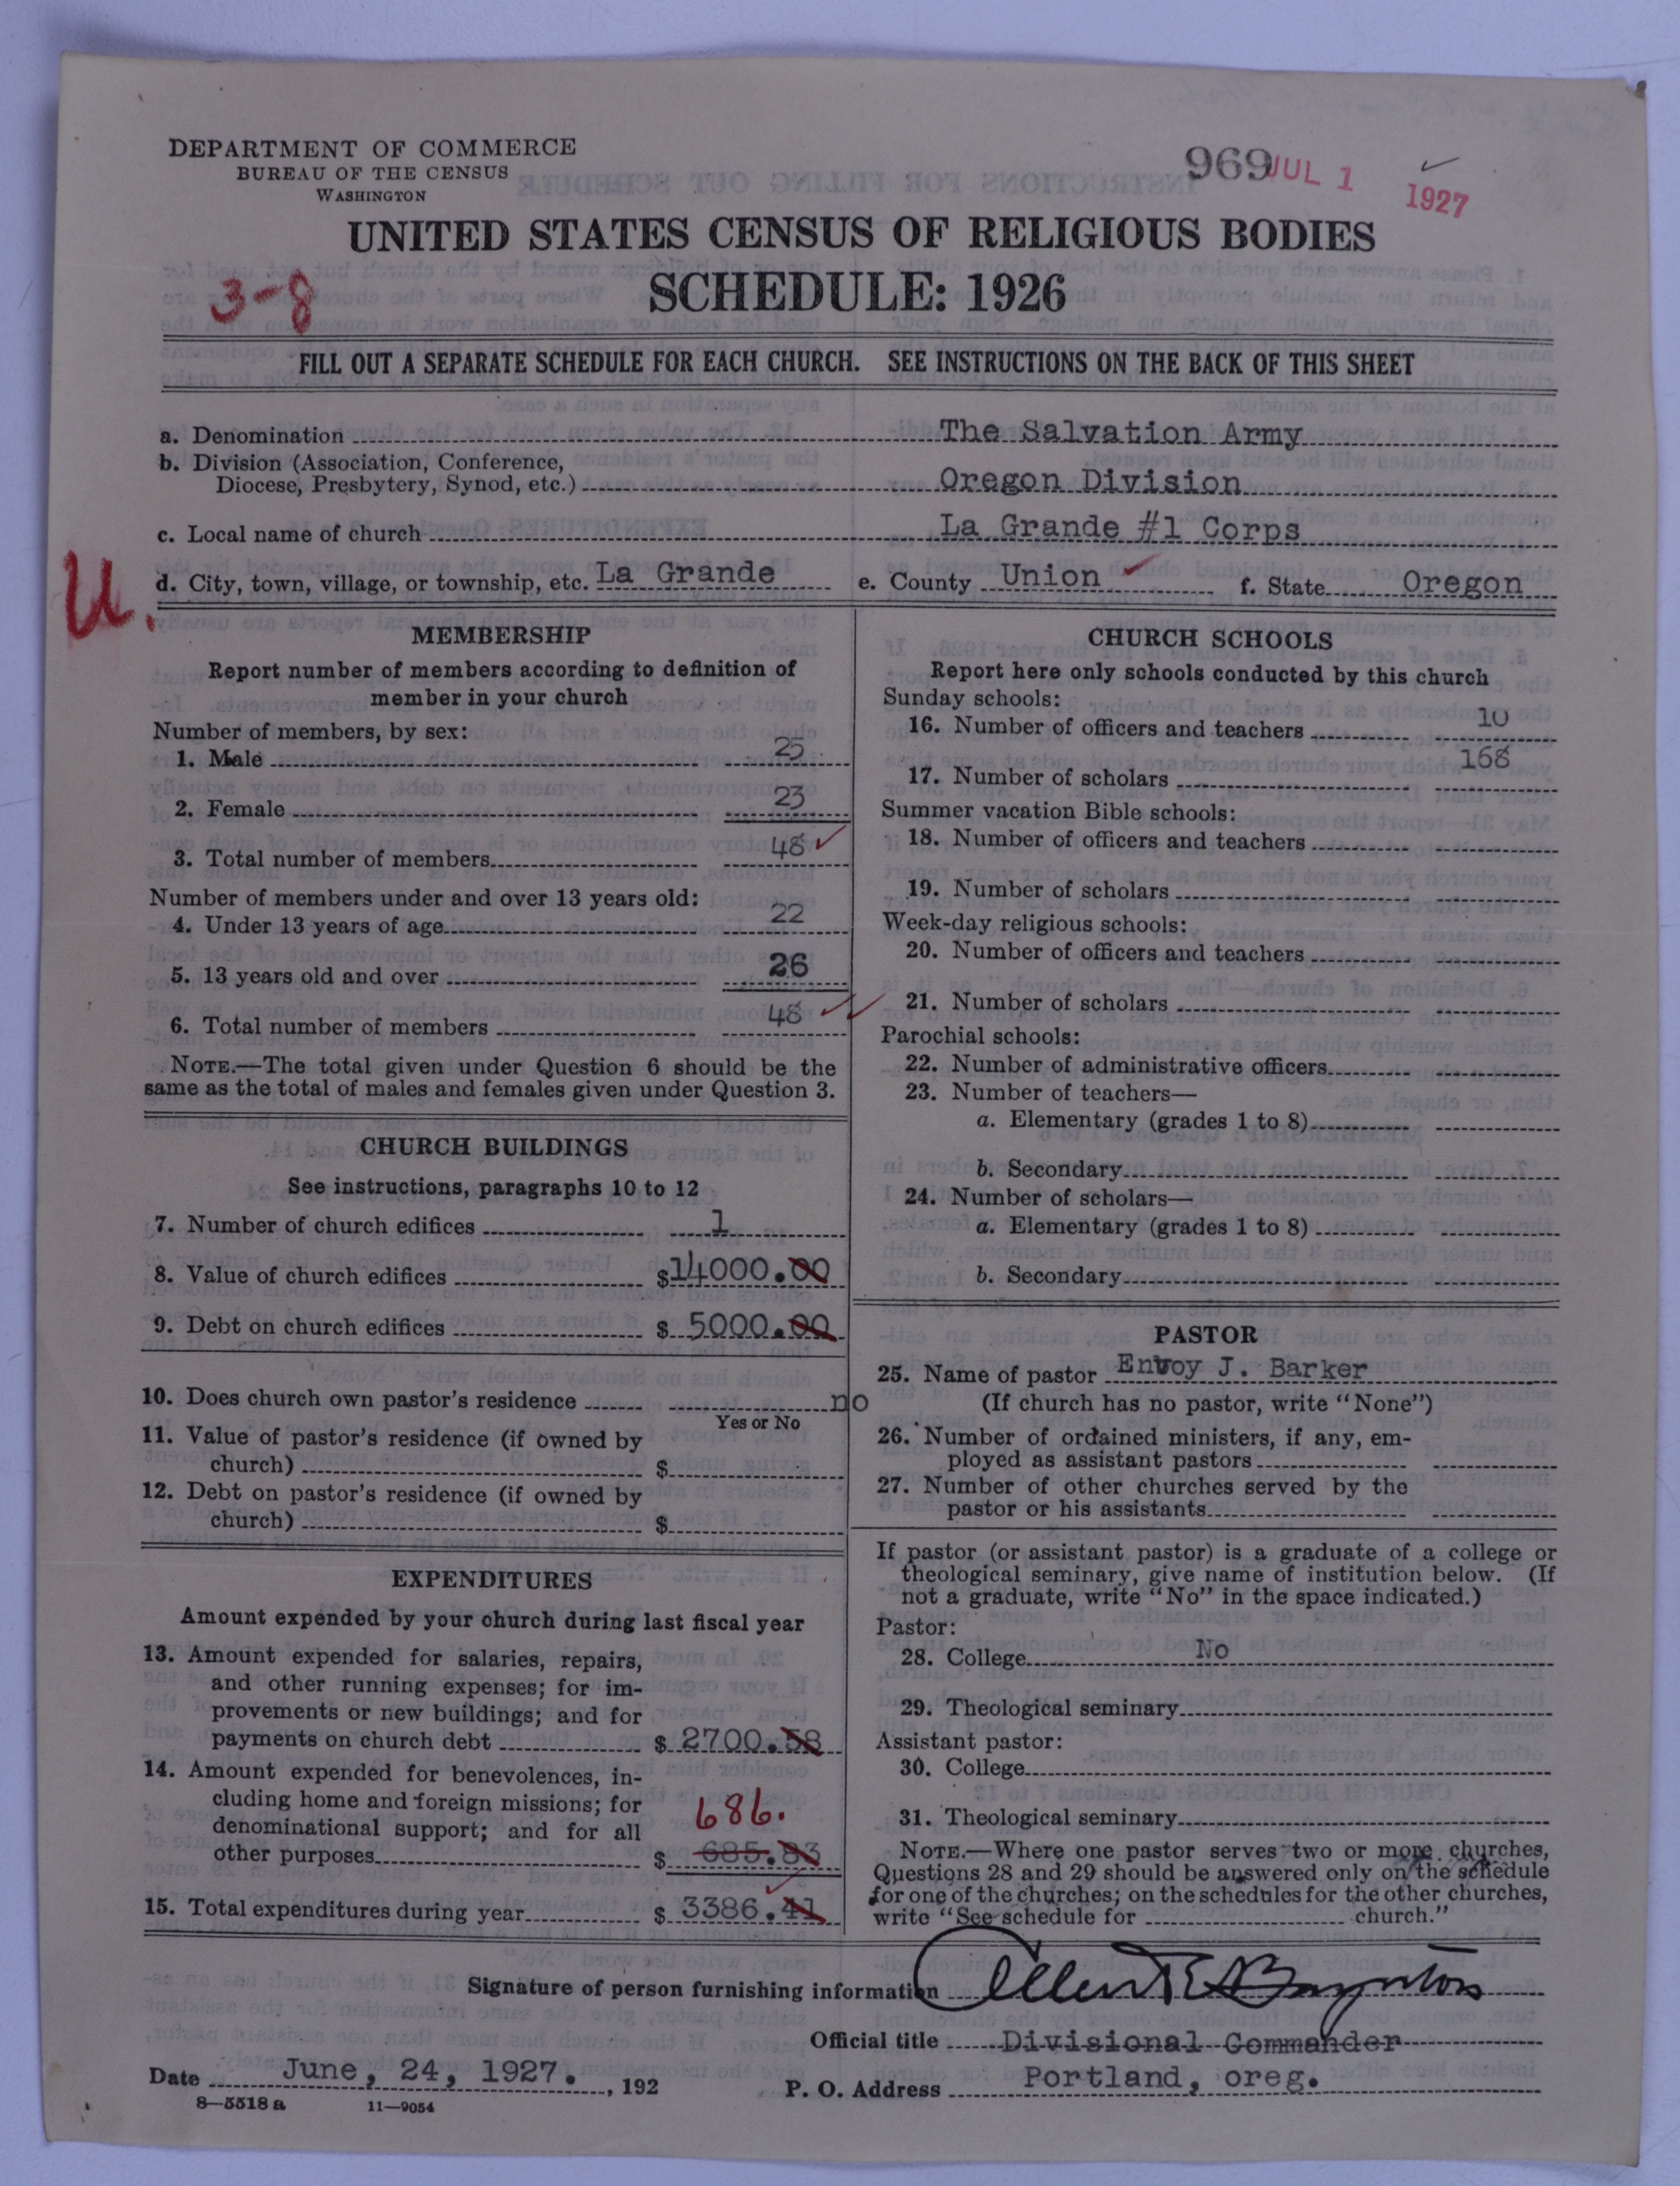 DEPARTMENT OF COMMERCE
BUREAU OF THE CENSUS
WASHINGTON
969 JUL 1 1927
UNITED STATES CENSUS OF RELIGIOUS BODIES
3-8
SCHEDULE: 1926
FILL OUT A SEPARATE SCHEDULE FOR EACH CHURCH. SEE INSTRUCTIONS ON THE BACK OF THIS SHEET
a. Denomination The Salvation Army
b. Division (Association, Conference,
Diocese, Presbytery, Synod, etc.) Oregon Division
c. Local name of church La Grande #1 Corps
U.
d. City, town, village, or township, etc. La Grande e. County Union f. State Oregon
MEMBERSHIP
Report number of members according to definition of
member in your church
Number of members, by sex:
1. Male 25
2. Female 23
3. Total number of members 48
Number of members under and over 13 years old:
4. Under 13 years of age 22
5. 13 years old and over 26
6. Total number of members 48
NOTE.—The total given under Question 6 should be the
same as the total of males and females given under Question 3.
CHURCH BUILDINGS
See instructions, paragraphs 10 to 12
7. Number of church edifices 1
8. Value of church edifices $14000.00
9. Debt on church edifices $ 5000.00
10. Does church own pastor's residence no
Yes or No
11. Value of pastor's residence (if owned by
church) $
12. Debt on pastor's residence (if owned by
church) $
EXPENDITURES
Amount expended by your church during last fiscal year
13. Amount expended for salaries, repairs,
and other running expenses; for im-
provements or new buildings; and for
payments on church debt $ 2700.58
14. Amount expended for benevolences, in-
cluding home and foreign missions; for
denominational support; and for all 686.
other purposes $ 685.83
15. Total expenditures during year $ 3386.41
CHURCH SCHOOLS
Report here only schools conducted by this church
Sunday schools:
16. Number of officers and teachers 10
17. Number of scholars 168
Summer vacation Bible schools:
18. Number of officers and teachers
19. Number of scholars
Week-day religious schools:
20. Number of officers and teachers
21. Number of scholars
Parochial schools:
22. Number of administrative officers
23. Number of teachers—
a. Elementary (grades 1 to 8)
b. Secondary
24. Number of scholars—
a. Elementary (grades 1 to 8)
b. Secondary
PASTOR
25. Name of pastor Envoy J. Barker
(If church has no pastor, write "None")
26. Number of ordained ministers, if any, em-
ployed as assistant pastors
27. Number of other churches served by the
pastor or his assistants
If pastor (or assistant pastor) is a graduate of a college or
theological seminary, give name of institution below. (If
not a graduate, write "No" in the space indicated.)
Pastor:
28. College No
29. Theological seminary
Assistant pastor:
30. College
31. Theological seminary
NOTE.—Where one pastor serves two or more churches,
Questions 28 and 29 should be answered only on the schedule
for one of the churches; on the schedules for the other churches,
write "See schedule for church."
Signature of person furnishing information
Official title Divisional Commander
Date June, 24, 1927. , 192
P. O. Address Portland, oreg.
8—5518 a 11—9054